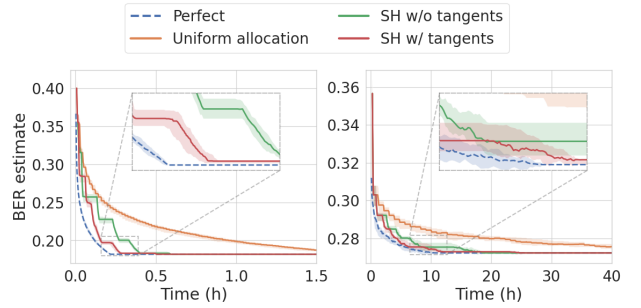 Perfect
SH w/o tangents
Uniform allocation
SH w/ tangents
BER estimate
0.40
0.35
0.30
0.25
0.20
0.0
0.5
1.0
1.5
Time (h)
0.36
0.34
0.32
0.30
0.28
0
10
20
30
40
Time (h)